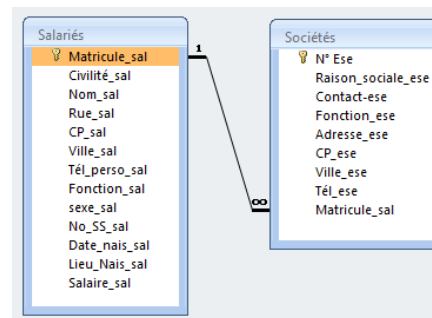 Salariés
Matricule_sal
Civilité_sal
Nom_sal
Rue_sal
CP_sal
Ville_sal
Tél_perso_sal
Fonction_sal
sexe_sal
No_SS_sal
Date_nais_sal
Lieu_Nais_sal
Salaire_sal
1
∞
Sociétés
N° Ese
Raison_sociale_ese
Contact-ese
Fonction_ese
Adresse_ese
CP_ese
Ville_ese
Tél_ese
Matricule_sal